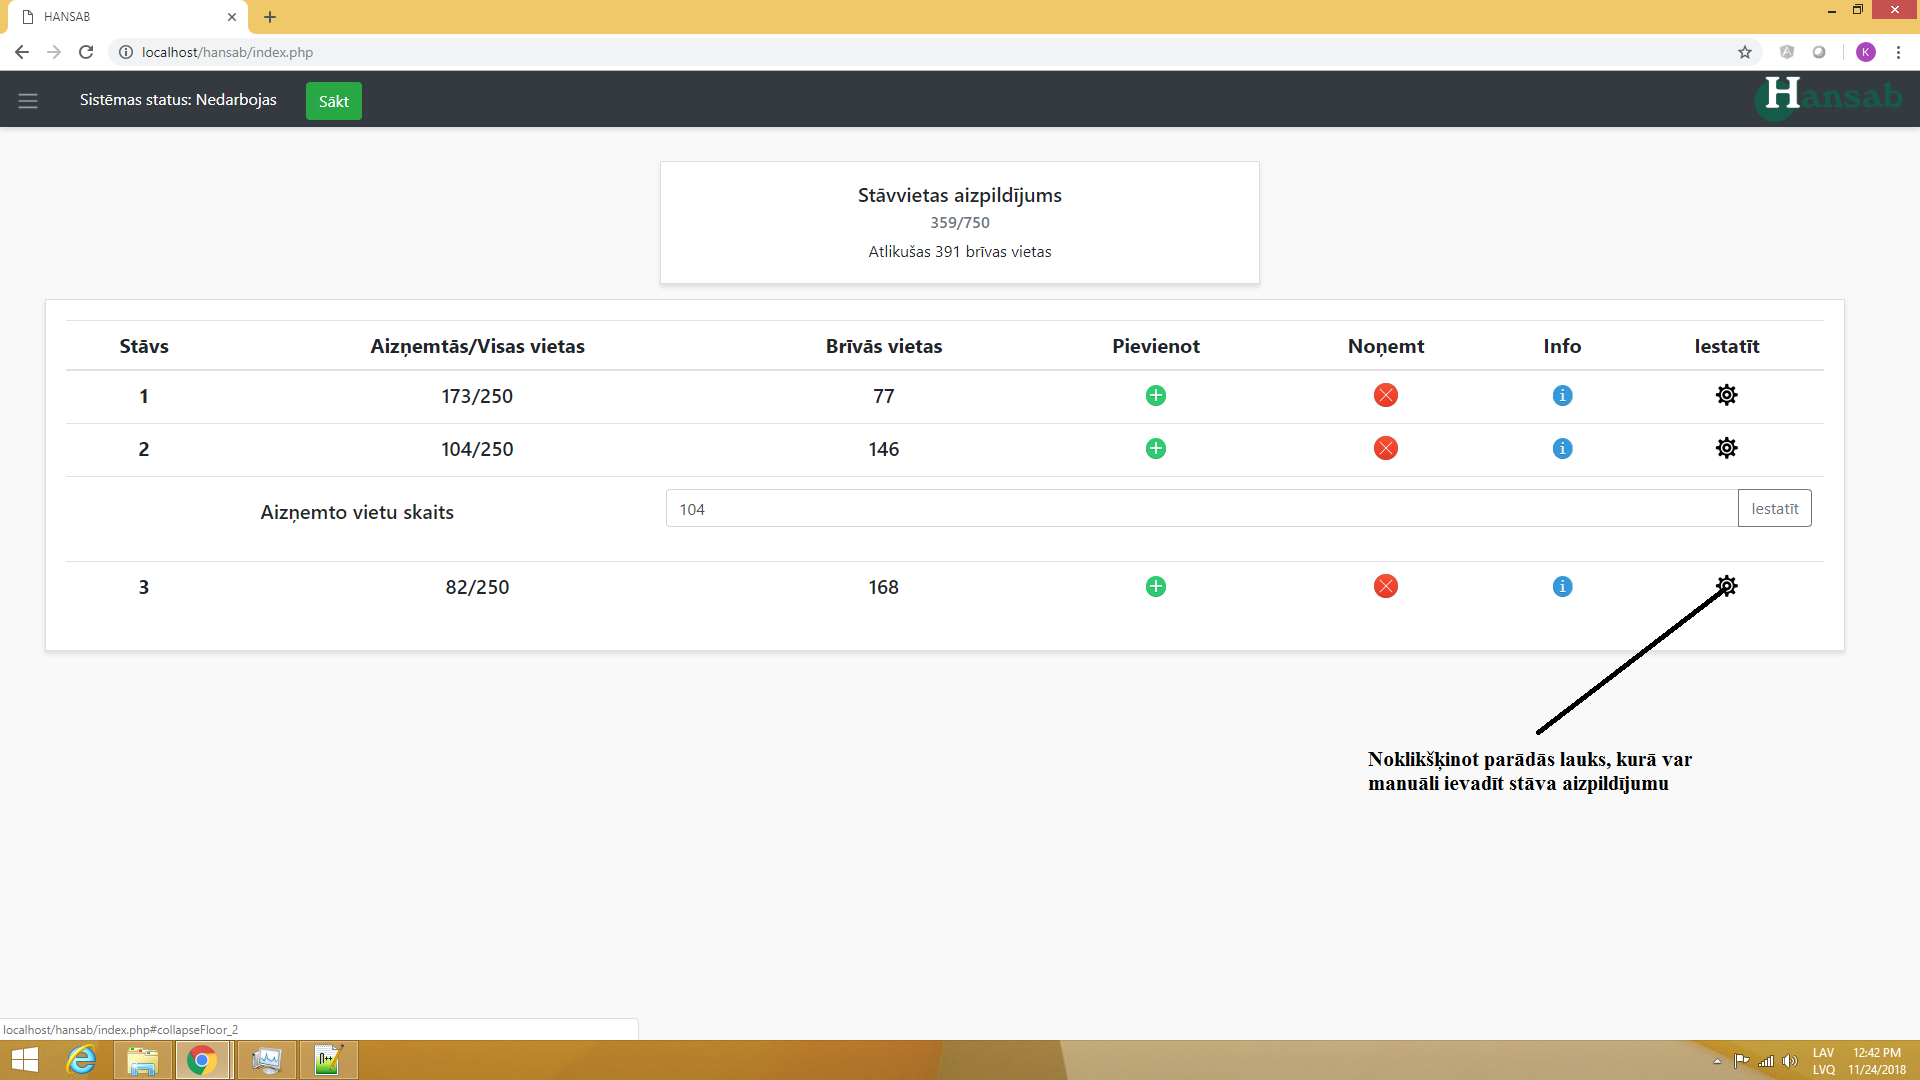 HANSAB
localhost/hansab/index.php
K
Sistēmas status: Nedarbojas
Sākt
Hansab
Stāvvietas aizpildījums
359/750
Atlikušas 391 brīvas vietas
Stāvs Aizņemtās/Visas vietas Brīvās vietas Pievienot Noņemt Info Iestatīt
1 173/250 77
2 104/250 146
Aizņemto vietu skaits 104 Iestatīt
3 82/250 168
Noklikšķinot parādās lauks, kurā var
manuāli ievadīt stāva aizpildījumu
localhost/hansab/index.php#collapseFloor_2
LAV 12:42 PM
LVQ 11/24/2018